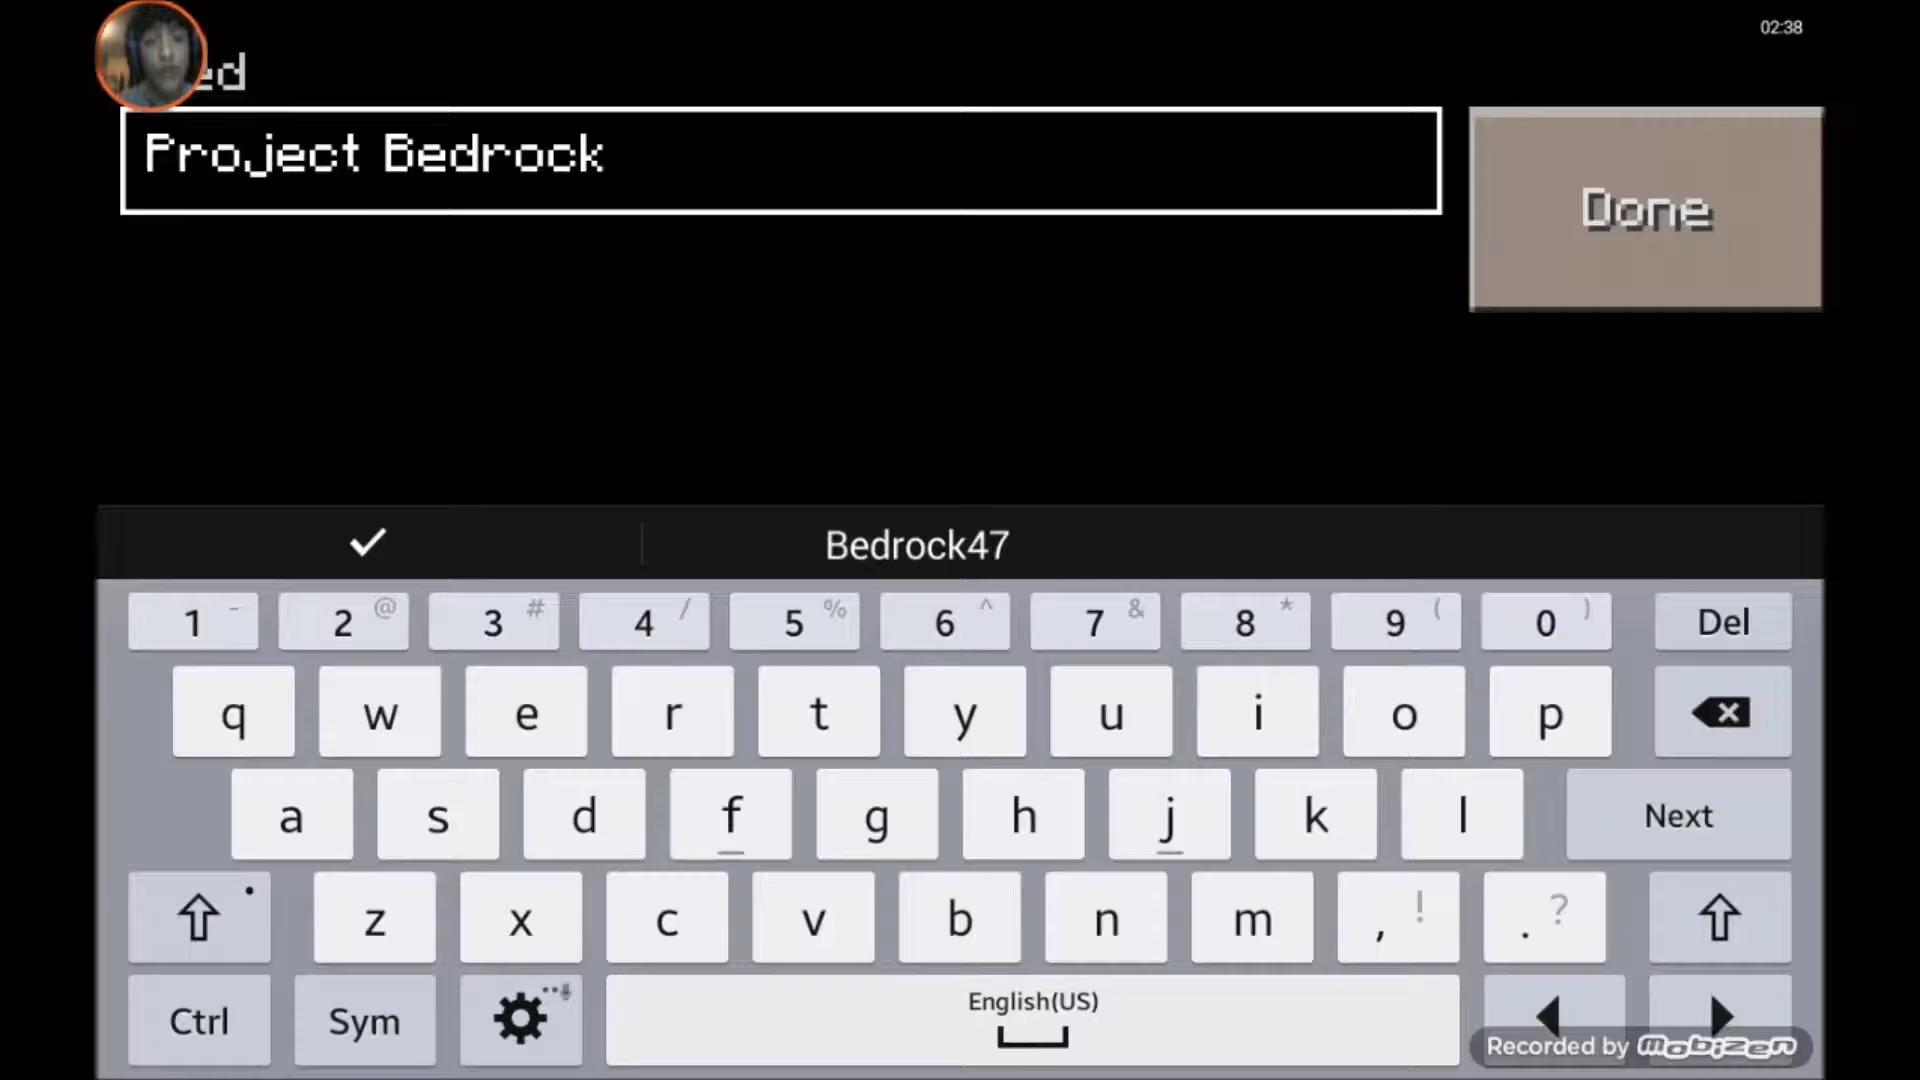 02:38
ed
Project Bedrock
Done
Bedrock47
1 - 2 @ 3 # 4 / 5 % 6 ^ 7 & 8 * 9 ( 0 ) Del
q w e r t y u i o p
a s d f g h j k l Next
z x c v b n m , ! . ?
Ctrl Sym English(US)
Recorded by mobizen